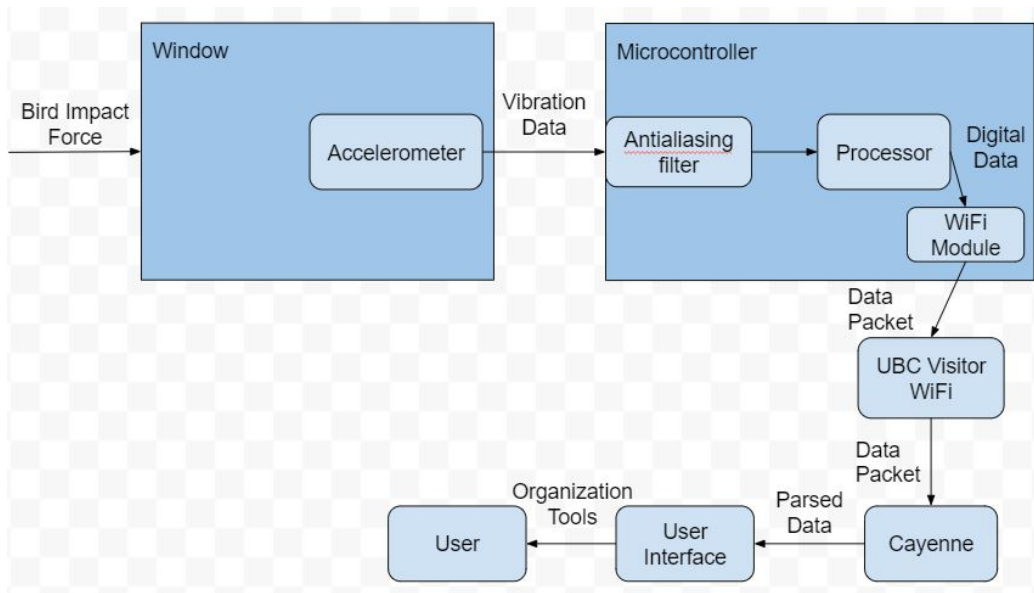 Window
Microcontroller
Bird Impact
Force
Accelerometer
Vibration
Data
Antialiasing
filter
Processor
Digital
Data
WiFi
Module
Data
Packet
UBC Visitor
WiFi
Data
Packet
Organization
Tools
Parsed
Data
User
User
Interface
Cayenne